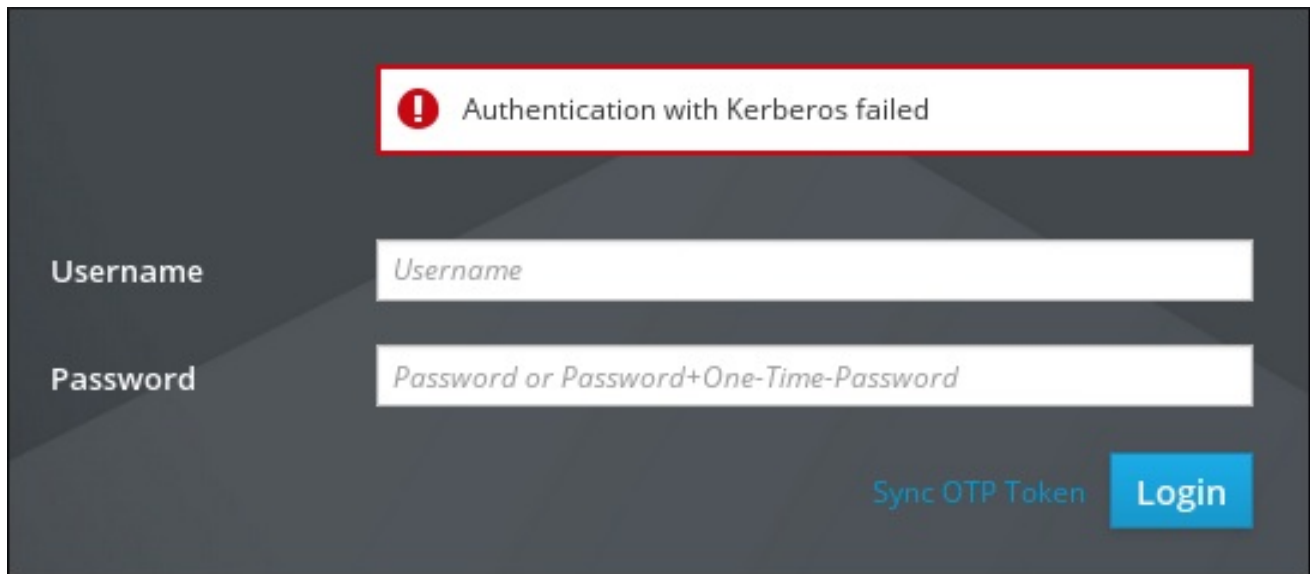 Authentication with Kerberos failed
Username
Username
Password
Password or Password+One-Time-Password
Sync OTP Token
Login